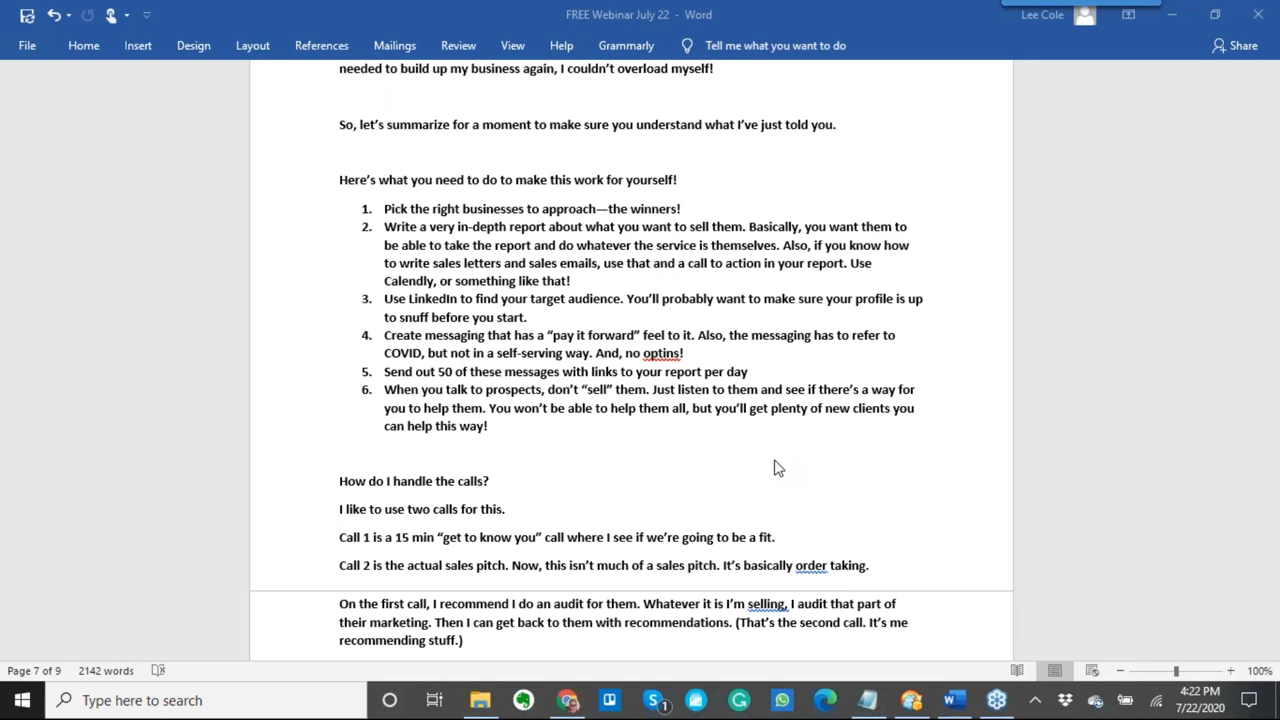 FREE Webinar July 22 - Word
Lee Cole
File Home Insert Design Layout References Mailings Review View Help Grammarly Tell me what you want to do Share
needed to build up my business again, I couldn't overload myself!
So, let's summarize for a moment to make sure you understand what I've just told you.
Here's what you need to do to make this work for yourself!
1. Pick the right businesses to approach—the winners!
2. Write a very in-depth report about what you want to sell them. Basically, you want them to
be able to take the report and do whatever the service is themselves. Also, if you know how
to write sales letters and sales emails, use that and a call to action in your report. Use
Calendly, or something like that!
3. Use LinkedIn to find your target audience. You'll probably want to make sure your profile is up
to snuff before you start.
4. Create messaging that has a “pay it forward” feel to it. Also, the messaging has to refer to
COVID, but not in a self-serving way. And, no optins!
5. Send out 50 of these messages with links to your report per day
6. When you talk to prospects, don't “sell” them. Just listen to them and see if there's a way for
you to help them. You won't be able to help them all, but you'll get plenty of new clients you
can help this way!
How do I handle the calls?
I like to use two calls for this.
Call 1 is a 15 min “get to know you” call where I see if we're going to be a fit.
Call 2 is the actual sales pitch. Now, this isn't much of a sales pitch. It's basically order taking.
On the first call, I recommend I do an audit for them. Whatever it is I'm selling, I audit that part of
their marketing. Then I can get back to them with recommendations. (That's the second call. It's me
recommending stuff.)
Page 7 of 9 2142 words 100%
Type here to search
1
4:22 PM
7/22/2020